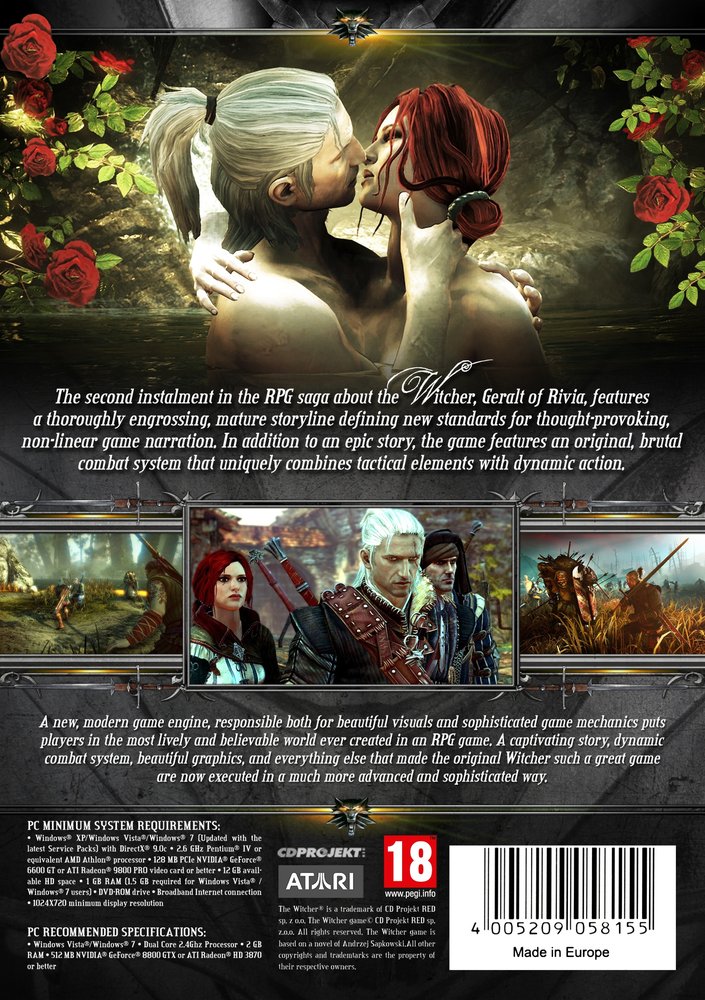 The second instalment in the RPG saga about the Witcher, Geralt of Rivia, features
a thoroughly engrossing, mature storyline defining new standards for thought-provoking,
non-linear game narration. In addition to an epic story, the game features an original, brutal
combat system that uniquely combines tactical elements with dynamic action.
A new, modern game engine, responsible both for beautiful visuals and sophisticated game mechanics puts
players in the most lively and believable world ever created in an RPG game. A captivating story, dynamic
combat system, beautiful graphics, and everything else that made the original Witcher such a great game
are now executed in a much more advanced and sophisticated way.
PC MINIMUM SYSTEM REQUIREMENTS:
• Windows® XP/Windows Vista®/Windows® 7 (Updated with the
latest Service Packs) with DirectX® 9.0c • 2.6 GHz Pentium® IV or
equivalent AMD Athlon® processor • 128 MB PCIe NVIDIA® GeForce®
6600 GT or ATI Radeon® 9800 PRO video card or better • 12 GB avail-
able HD space • 1 GB RAM (1.5 GB required for Windows Vista® /
Windows® 7 users) • DVD-ROM drive • Broadband Internet connection
• 1024X720 minimum display resolution
PC RECOMMENDED SPECIFICATIONS:
• Windows Vista®/Windows® 7 • Dual Core 2.4Ghz Processor • 2 GB
RAM • 512 MB NVIDIA® GeForce® 8800 GTX or ATI Radeon® HD 3870
or better
CDPROJEKT
ATARI
18
www.pegi.info
The Witcher® is a trademark of CD Projekt RED
sp. z o.o. The Witcher game© CD Projekt RED sp.
z.o.o. All rights reserved. The Witcher game is
based on a novel of Andrzej Sapkowski.All other
copyrights and trademtarks are the property of
their respective owners.
4 005209 058155
Made in Europe